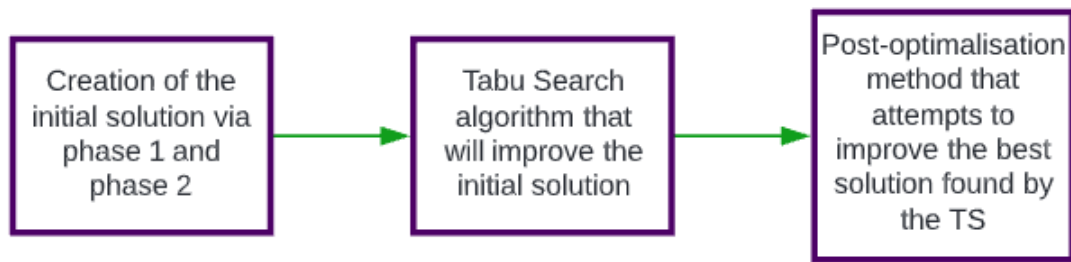 Creation of the
initial solution via
phase 1 and
phase 2
Tabu Search
algorithm that
will improve the
initial solution
Post-optimalisation
method that
attempts to
improve the best
solution found by
the TS